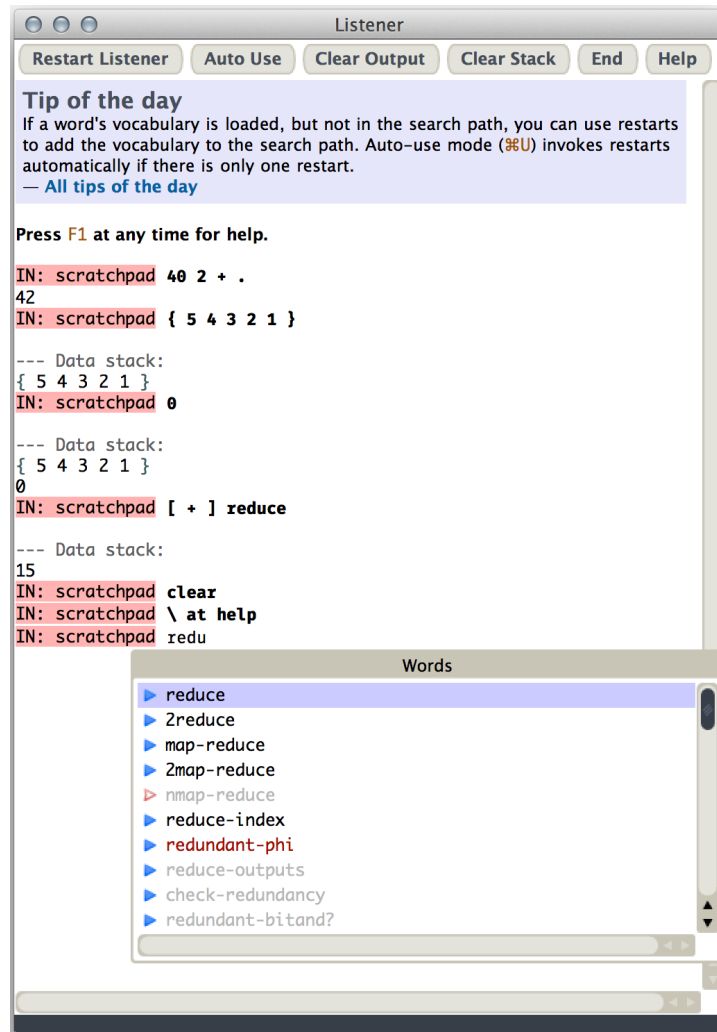 Listener
Restart Listener Auto Use Clear Output Clear Stack End Help
Tip of the day
If a word's vocabulary is loaded, but not in the search path, you can use restarts
to add the vocabulary to the search path. Auto-use mode (⌘U) invokes restarts
automatically if there is only one restart.
— All tips of the day
Press F1 at any time for help.
IN: scratchpad 40 2 + .
42
IN: scratchpad { 5 4 3 2 1 }
--- Data stack:
{ 5 4 3 2 1 }
IN: scratchpad 0
--- Data stack:
{ 5 4 3 2 1 }
0
IN: scratchpad [ + ] reduce
--- Data stack:
15
IN: scratchpad clear
IN: scratchpad \ at help
IN: scratchpad redu
Words
reduce
2reduce
map-reduce
2map-reduce
nmap-reduce
reduce-index
redundant-phi
reduce-outputs
check-redundancy
redundant-bitand?